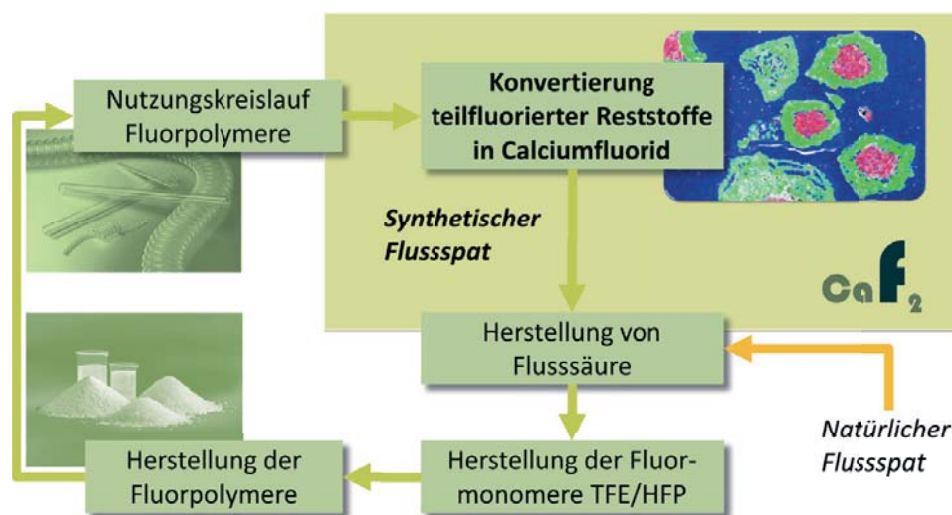 Nutzungskreislauf
Fluorpolymere
Konvertierung
teilfluorierter Reststoffe
in Calciumfluorid
Synthetischer
Flussspat
CaF2
Herstellung von
Flusssäure
Natürlicher
Flussspat
Herstellung der
Fluorpolymere
Herstellung der Fluor-
monomere TFE/HFP